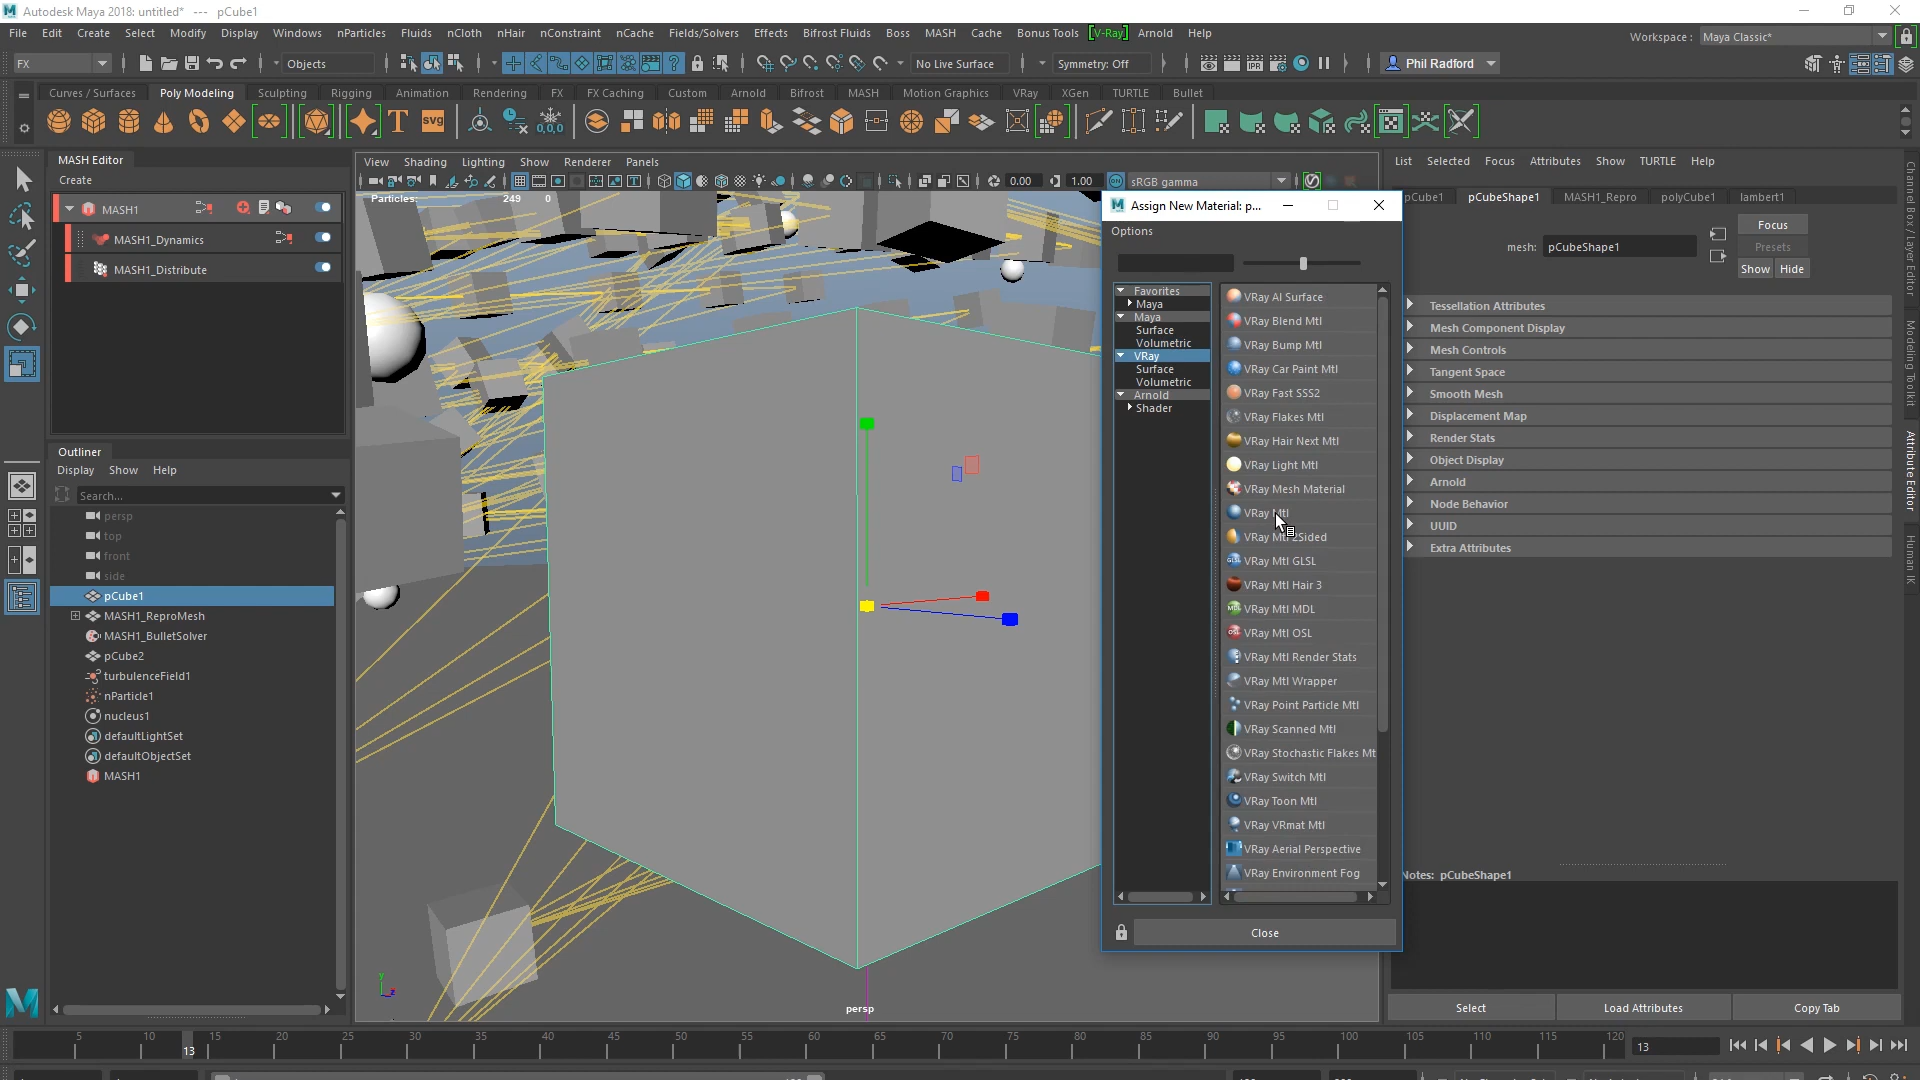 Autodesk Maya 2018: untitled* --- pCube1
File Edit Create Select Modify Display Windows nParticles Fluids nCloth nHair nConstraint nCache Fields/Solvers Effects Bifrost Fluids Boss MASH Cache Bonus Tools [V-Ray] Arnold Help
Workspace : Maya Classic*
FX Objects No Live Surface Symmetry: Off Phil Radford
Curves / Surfaces Poly Modeling Sculpting Rigging Animation Rendering FX FX Caching Custom Arnold Bifrost MASH Motion Graphics VRay XGen TURTLE Bullet
T svg 0,0,0
MASH Editor
Create
MASH1
MASH1_Dynamics
MASH1_Distribute
Outliner
Display Show Help
Search...
persp
top
front
side
pCube1
MASH1_ReproMesh
MASH1_BulletSolver
pCube2
turbulenceField1
nParticle1
nucleus1
defaultLightSet
defaultObjectSet
MASH1
View Shading Lighting Show Renderer Panels
0.00 1.00 sRGB gamma
Particles: 249 0
persp
y
z
Assign New Material: p...
Options
Favorites
Maya
Maya
Surface
Volumetric
VRay
Surface
Volumetric
Arnold
Shader
VRay Al Surface
VRay Blend Mtl
VRay Bump Mtl
VRay Car Paint Mtl
VRay Fast SSS2
VRay Flakes Mtl
VRay Hair Next Mtl
VRay Light Mtl
VRay Mesh Material
VRay Mtl
VRay Mtl 2Sided
VRay Mtl GLSL
VRay Mtl Hair 3
VRay Mtl MDL
VRay Mtl OSL
VRay Mtl Render Stats
VRay Mtl Wrapper
VRay Point Particle Mtl
VRay Scanned Mtl
VRay Stochastic Flakes Mt
VRay Switch Mtl
VRay Toon Mtl
VRay VRmat Mtl
VRay Aerial Perspective
VRay Environment Fog
Close
List Selected Focus Attributes Show TURTLE Help
pCube1 pCubeShape1 MASH1_Repro polyCube1 lambert1
mesh: pCubeShape1
Focus
Presets
Show Hide
Tessellation Attributes
Mesh Component Display
Mesh Controls
Tangent Space
Smooth Mesh
Displacement Map
Render Stats
Object Display
Arnold
Node Behavior
UUID
Extra Attributes
Notes: pCubeShape1
Select Load Attributes Copy Tab
Channel Box / Layer Editor
Modeling Toolkit
Attribute Editor
Human IK
5 10 13 15 20 25 30 35 40 45 50 55 60 65 70 75 80 85 90 95 100 105 110 115 120
13